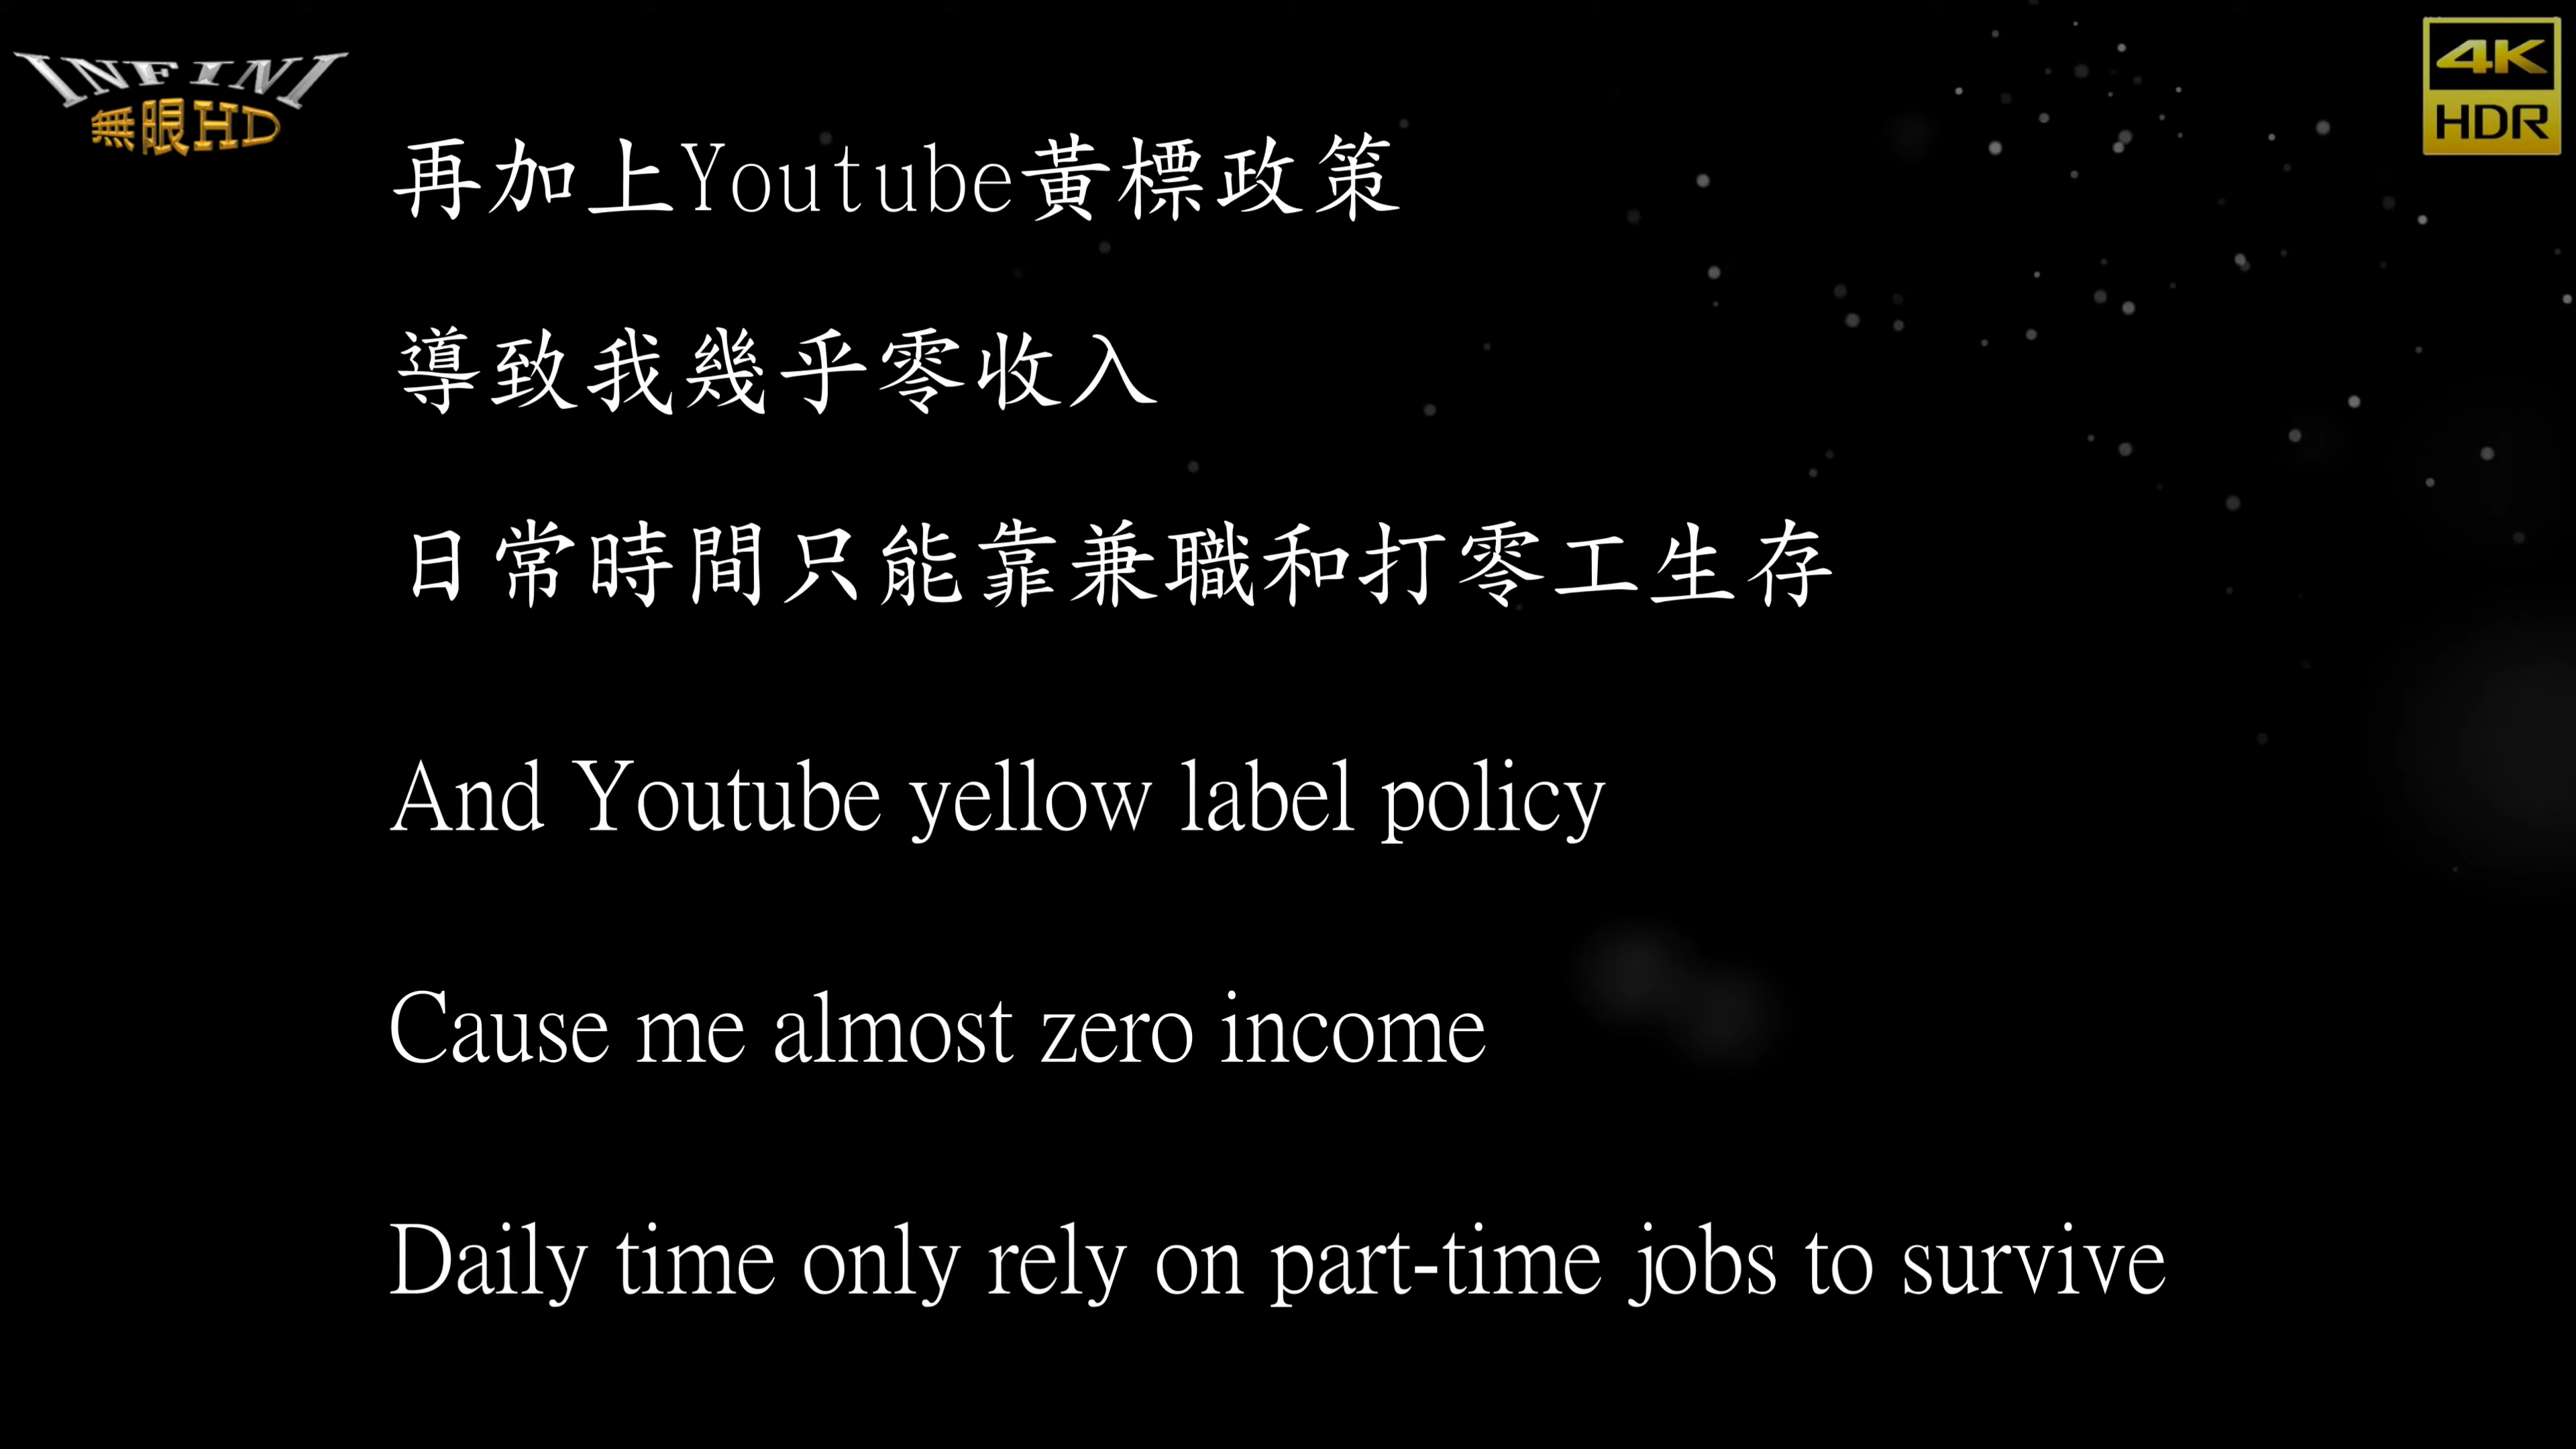 INFINI
無眼HD
4K
HDR
再加上Youtube黃標政策
導致我幾乎零收入
日常時間只能靠兼職和打零工生存
And Youtube yellow label policy
Cause me almost zero income
Daily time only rely on part-time jobs to survive